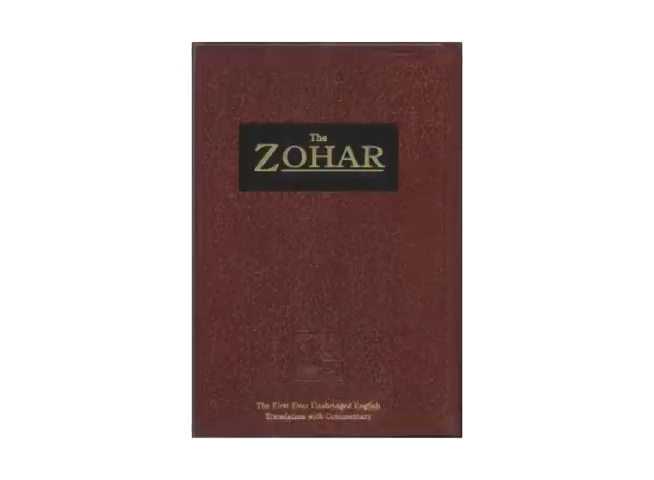 The
ZOHAR
The First Ever Unabridged English
Translation with Commentary